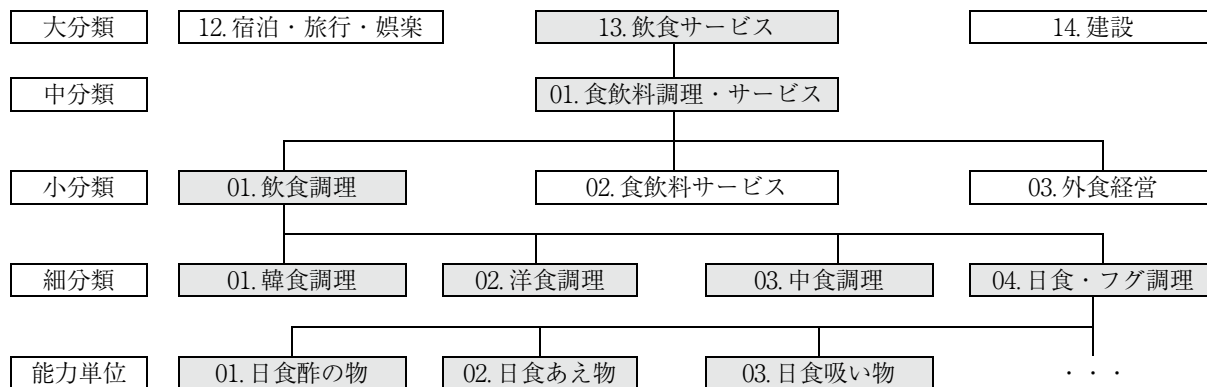 大分類 12. 宿泊・旅行・娯楽 13. 飲食サービス 14. 建設
中分類 01. 食飲料調理・サービス
小分類 01. 飲食調理 02. 食飲料サービス 03. 外食経営
細分類 01. 韓食調理 02. 洋食調理 03. 中食調理 04. 日食・フグ調理
能力単位 01. 日食酢の物 02. 日食あえ物 03. 日食吸い物 ・・・